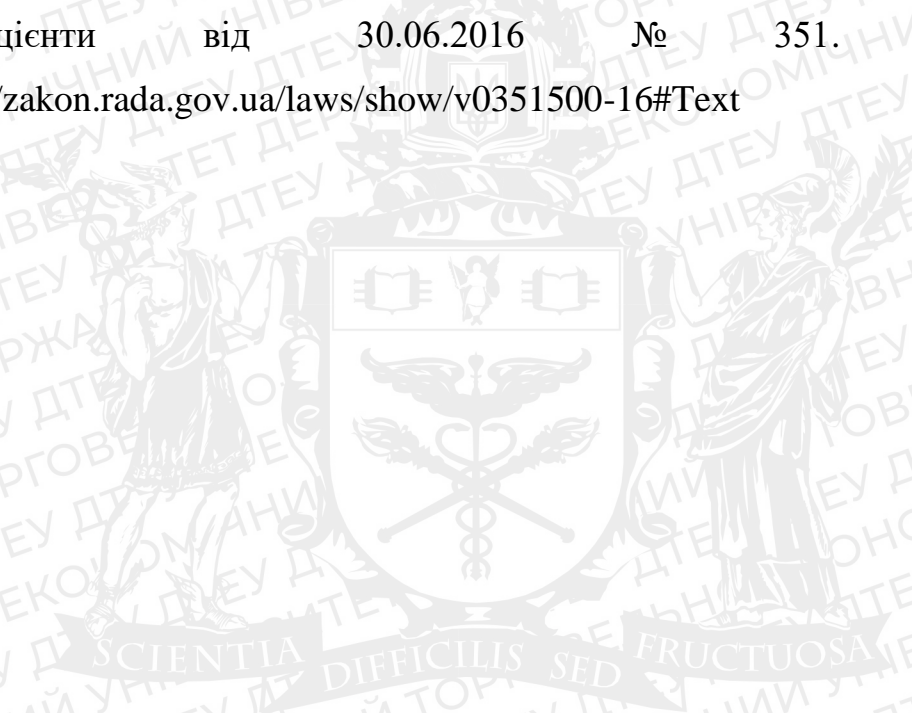 цієнти від 30.06.2016 № 351.
/zakon.rada.gov.ua/laws/show/v0351500-16#Text
SCIENTIA DIFFICILIS SED FRUCTUOSA